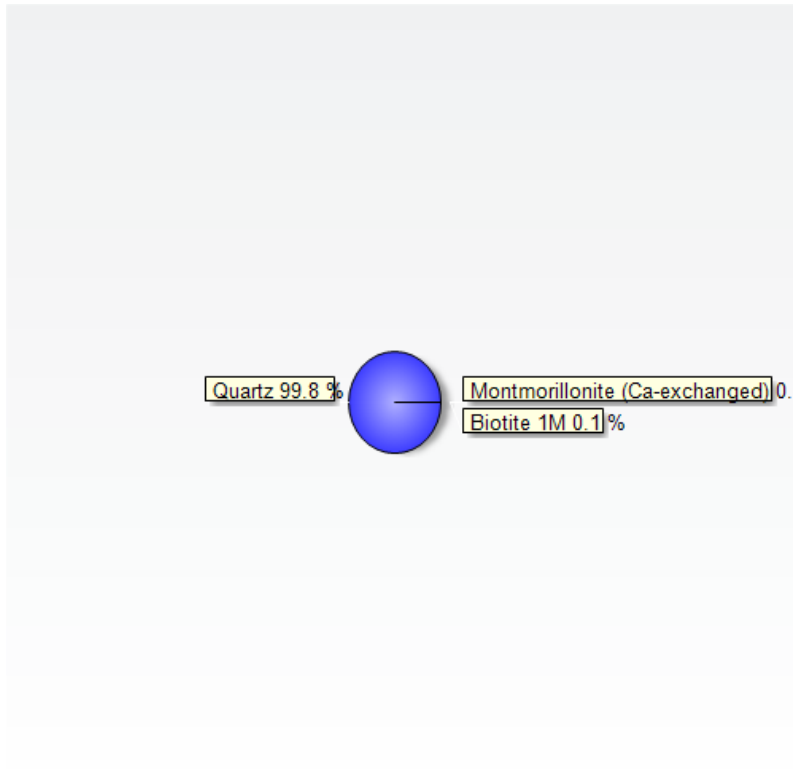 Quartz 99.8 %
Montmorillonite (Ca-exchanged) 0.
Biotite 1M 0.1 %